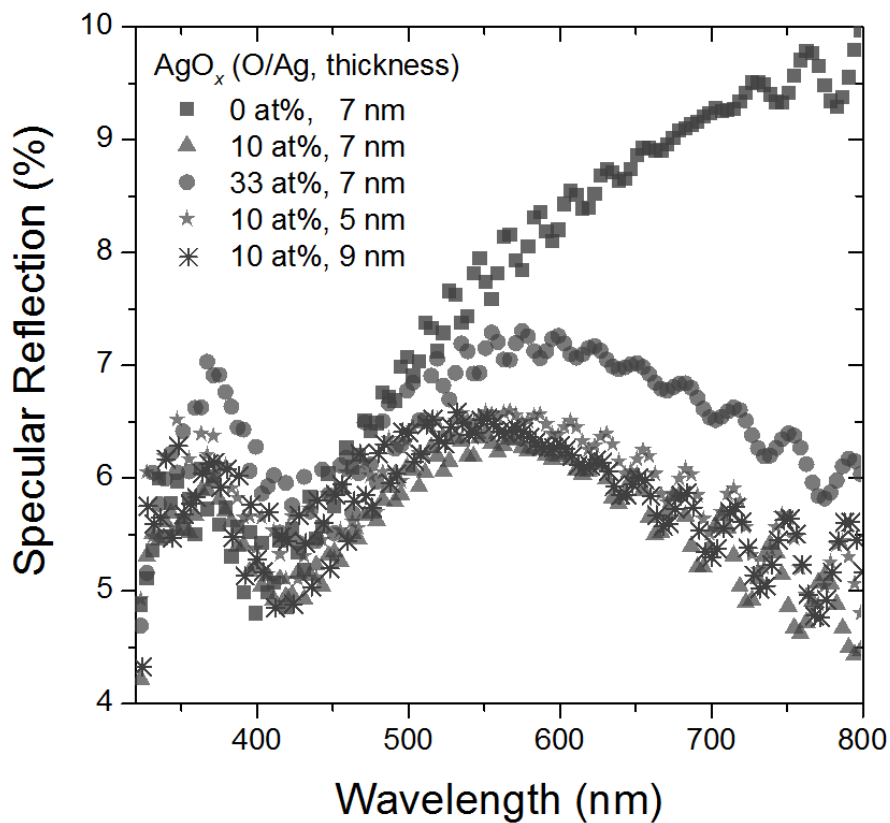 10
9
8
7
6
5
4
Specular Reflection (%)
AgOx (O/Ag, thickness)
0 at%, 7 nm
10 at%, 7 nm
33 at%, 7 nm
10 at%, 5 nm
10 at%, 9 nm
400 500 600 700 800
Wavelength (nm)